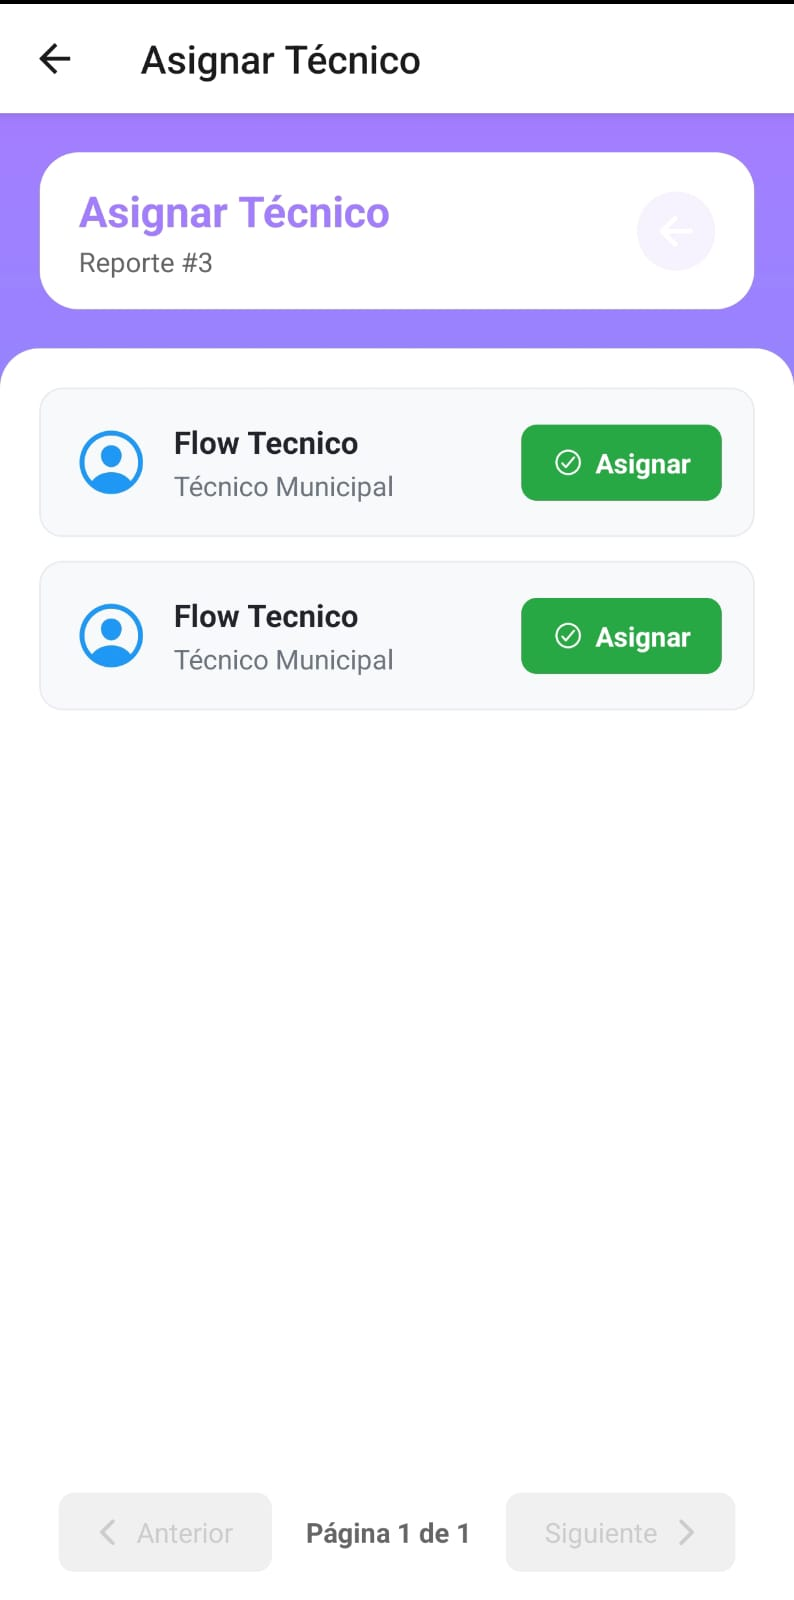 Asignar Técnico
Asignar Técnico
Reporte #3
Flow Tecnico
Técnico Municipal
Asignar
Flow Tecnico
Técnico Municipal
Asignar
Anterior
Página 1 de 1
Siguiente